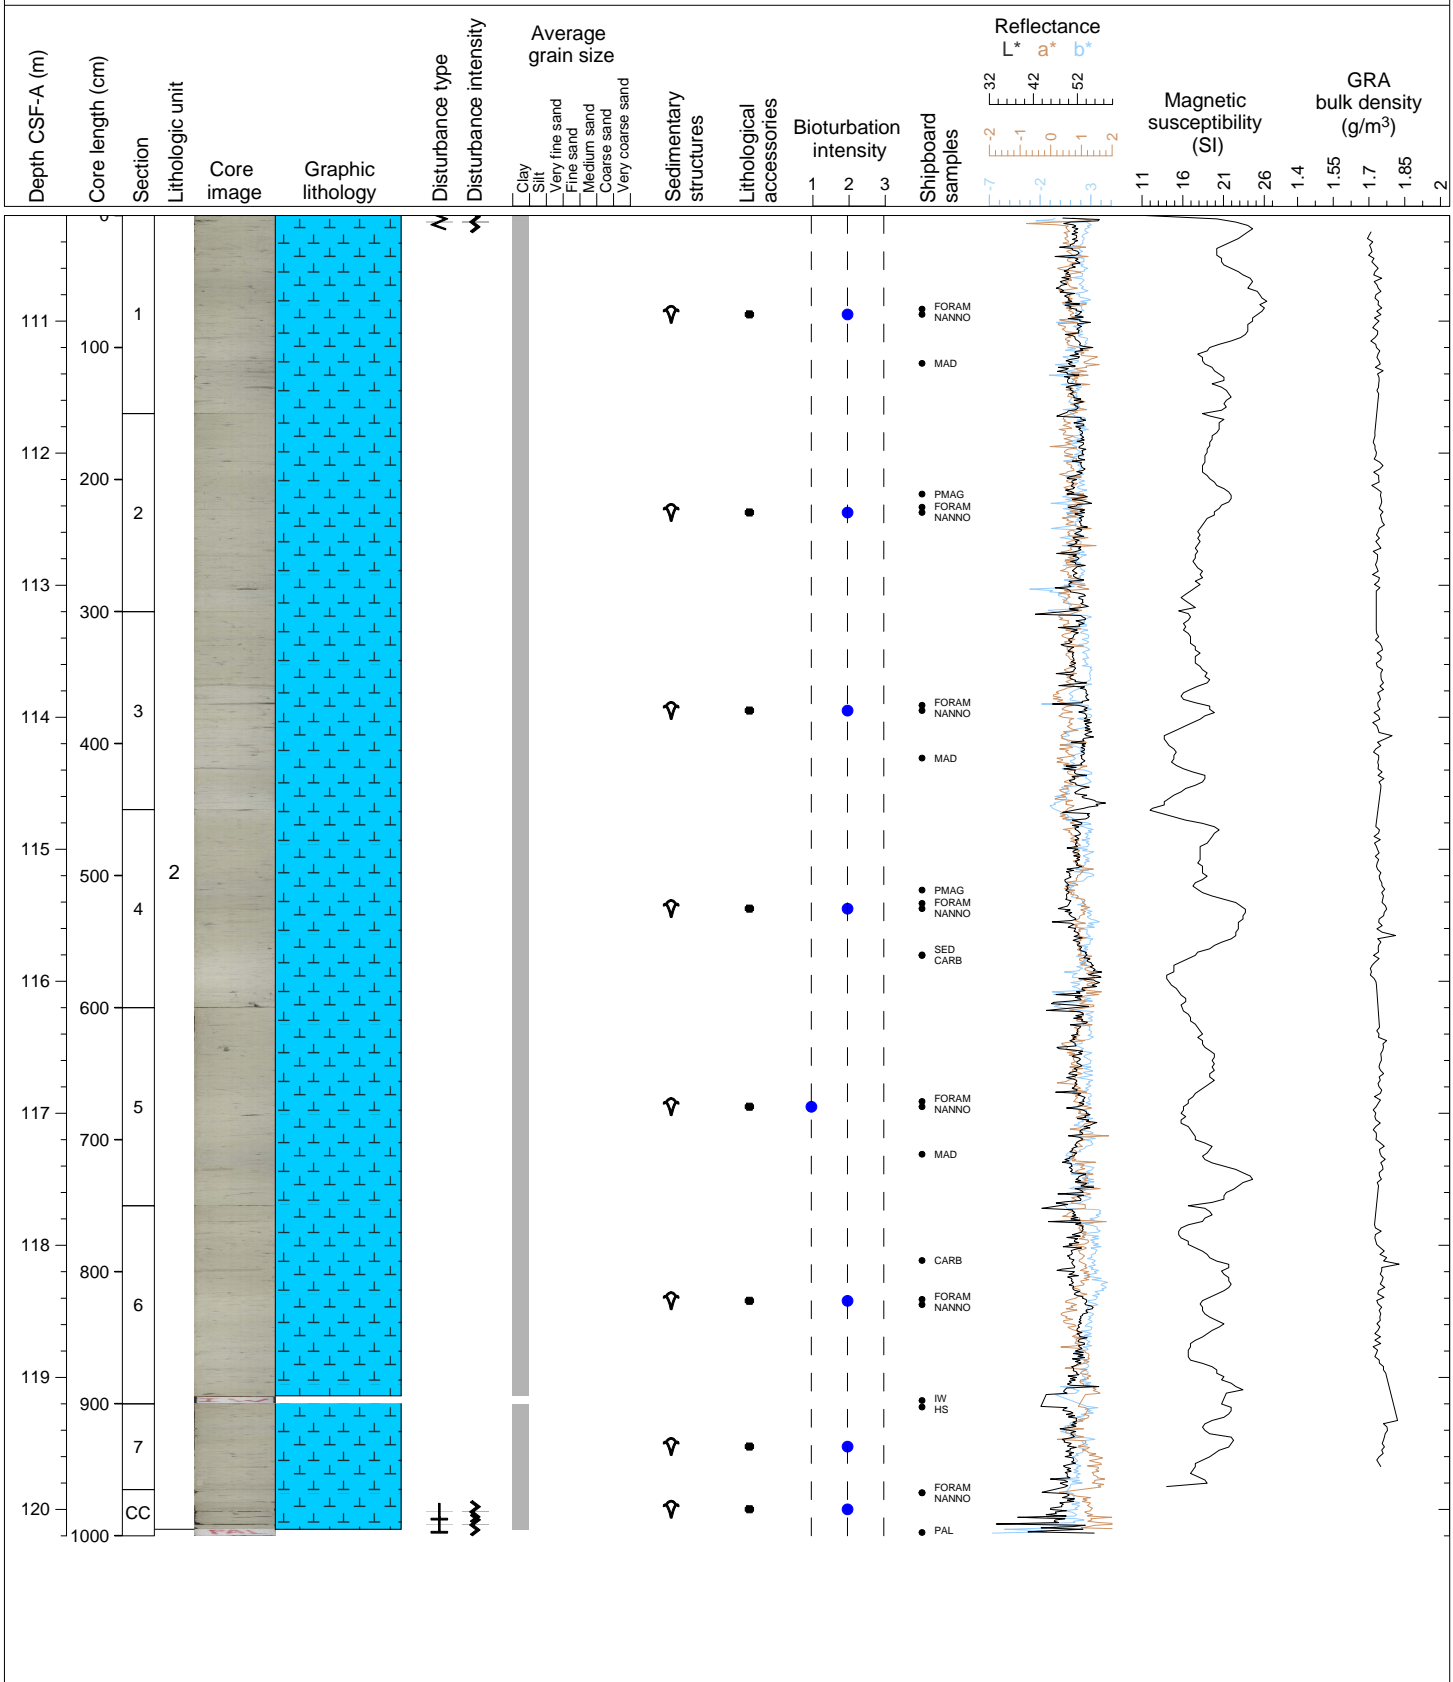 Depth CSF-A (m)
Core length (cm)
Section
Lithologic unit
Core
image
Graphic
lithology
Disturbance type
Disturbance intensity
Average
grain size
Clay
Silt
Very fine sand
Fine sand
Medium sand
Coarse sand
Very coarse sand
Sedimentary
structures
Lithological
accessories
Bioturbation
intensity
1 2 3
Shipboard
samples
Reflectance
L* a* b*
32 42 52
-2 -1 0 1 2
-7 -2 3
Magnetic
susceptibility
(SI)
11 16 21 26
GRA
bulk density
(g/m³)
1.4 1.55 1.7 1.85 2
0
FORAM
111 1 NANNO
100
MAD
112
200
PMAG
FORAM
2 NANNO
113
300
FORAM
114 3 NANNO
400
MAD
115
2
500
PMAG
FORAM
4 NANNO
SED
CARB
116
600
FORAM
117 5 NANNO
700
MAD
118
CARB
800
FORAM
6 NANNO
119
IW
900
HS
7
FORAM
NANNO
120 CC
PAL
1000